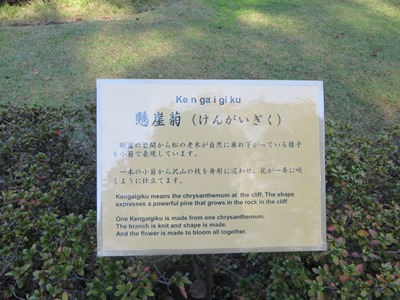 Kengaigiku
懸崖菊(けんがいぎく)
断崖の岩間から松の老木が自然に垂れ下がっている様子
を小菊で表現しています。
一本の小菊から沢山の枝を舟形に這わせ、花が一斉に咲
くように仕立てます。
Kengaigiku means the chrysanthemum at the cliff. The shape
expresses a powerful pine that grows in the rock in the cliff.
One Kengaigiku is made from one chrysanthemum.
The branch is knit and shape is made.
And the flower is made to bloom all together.